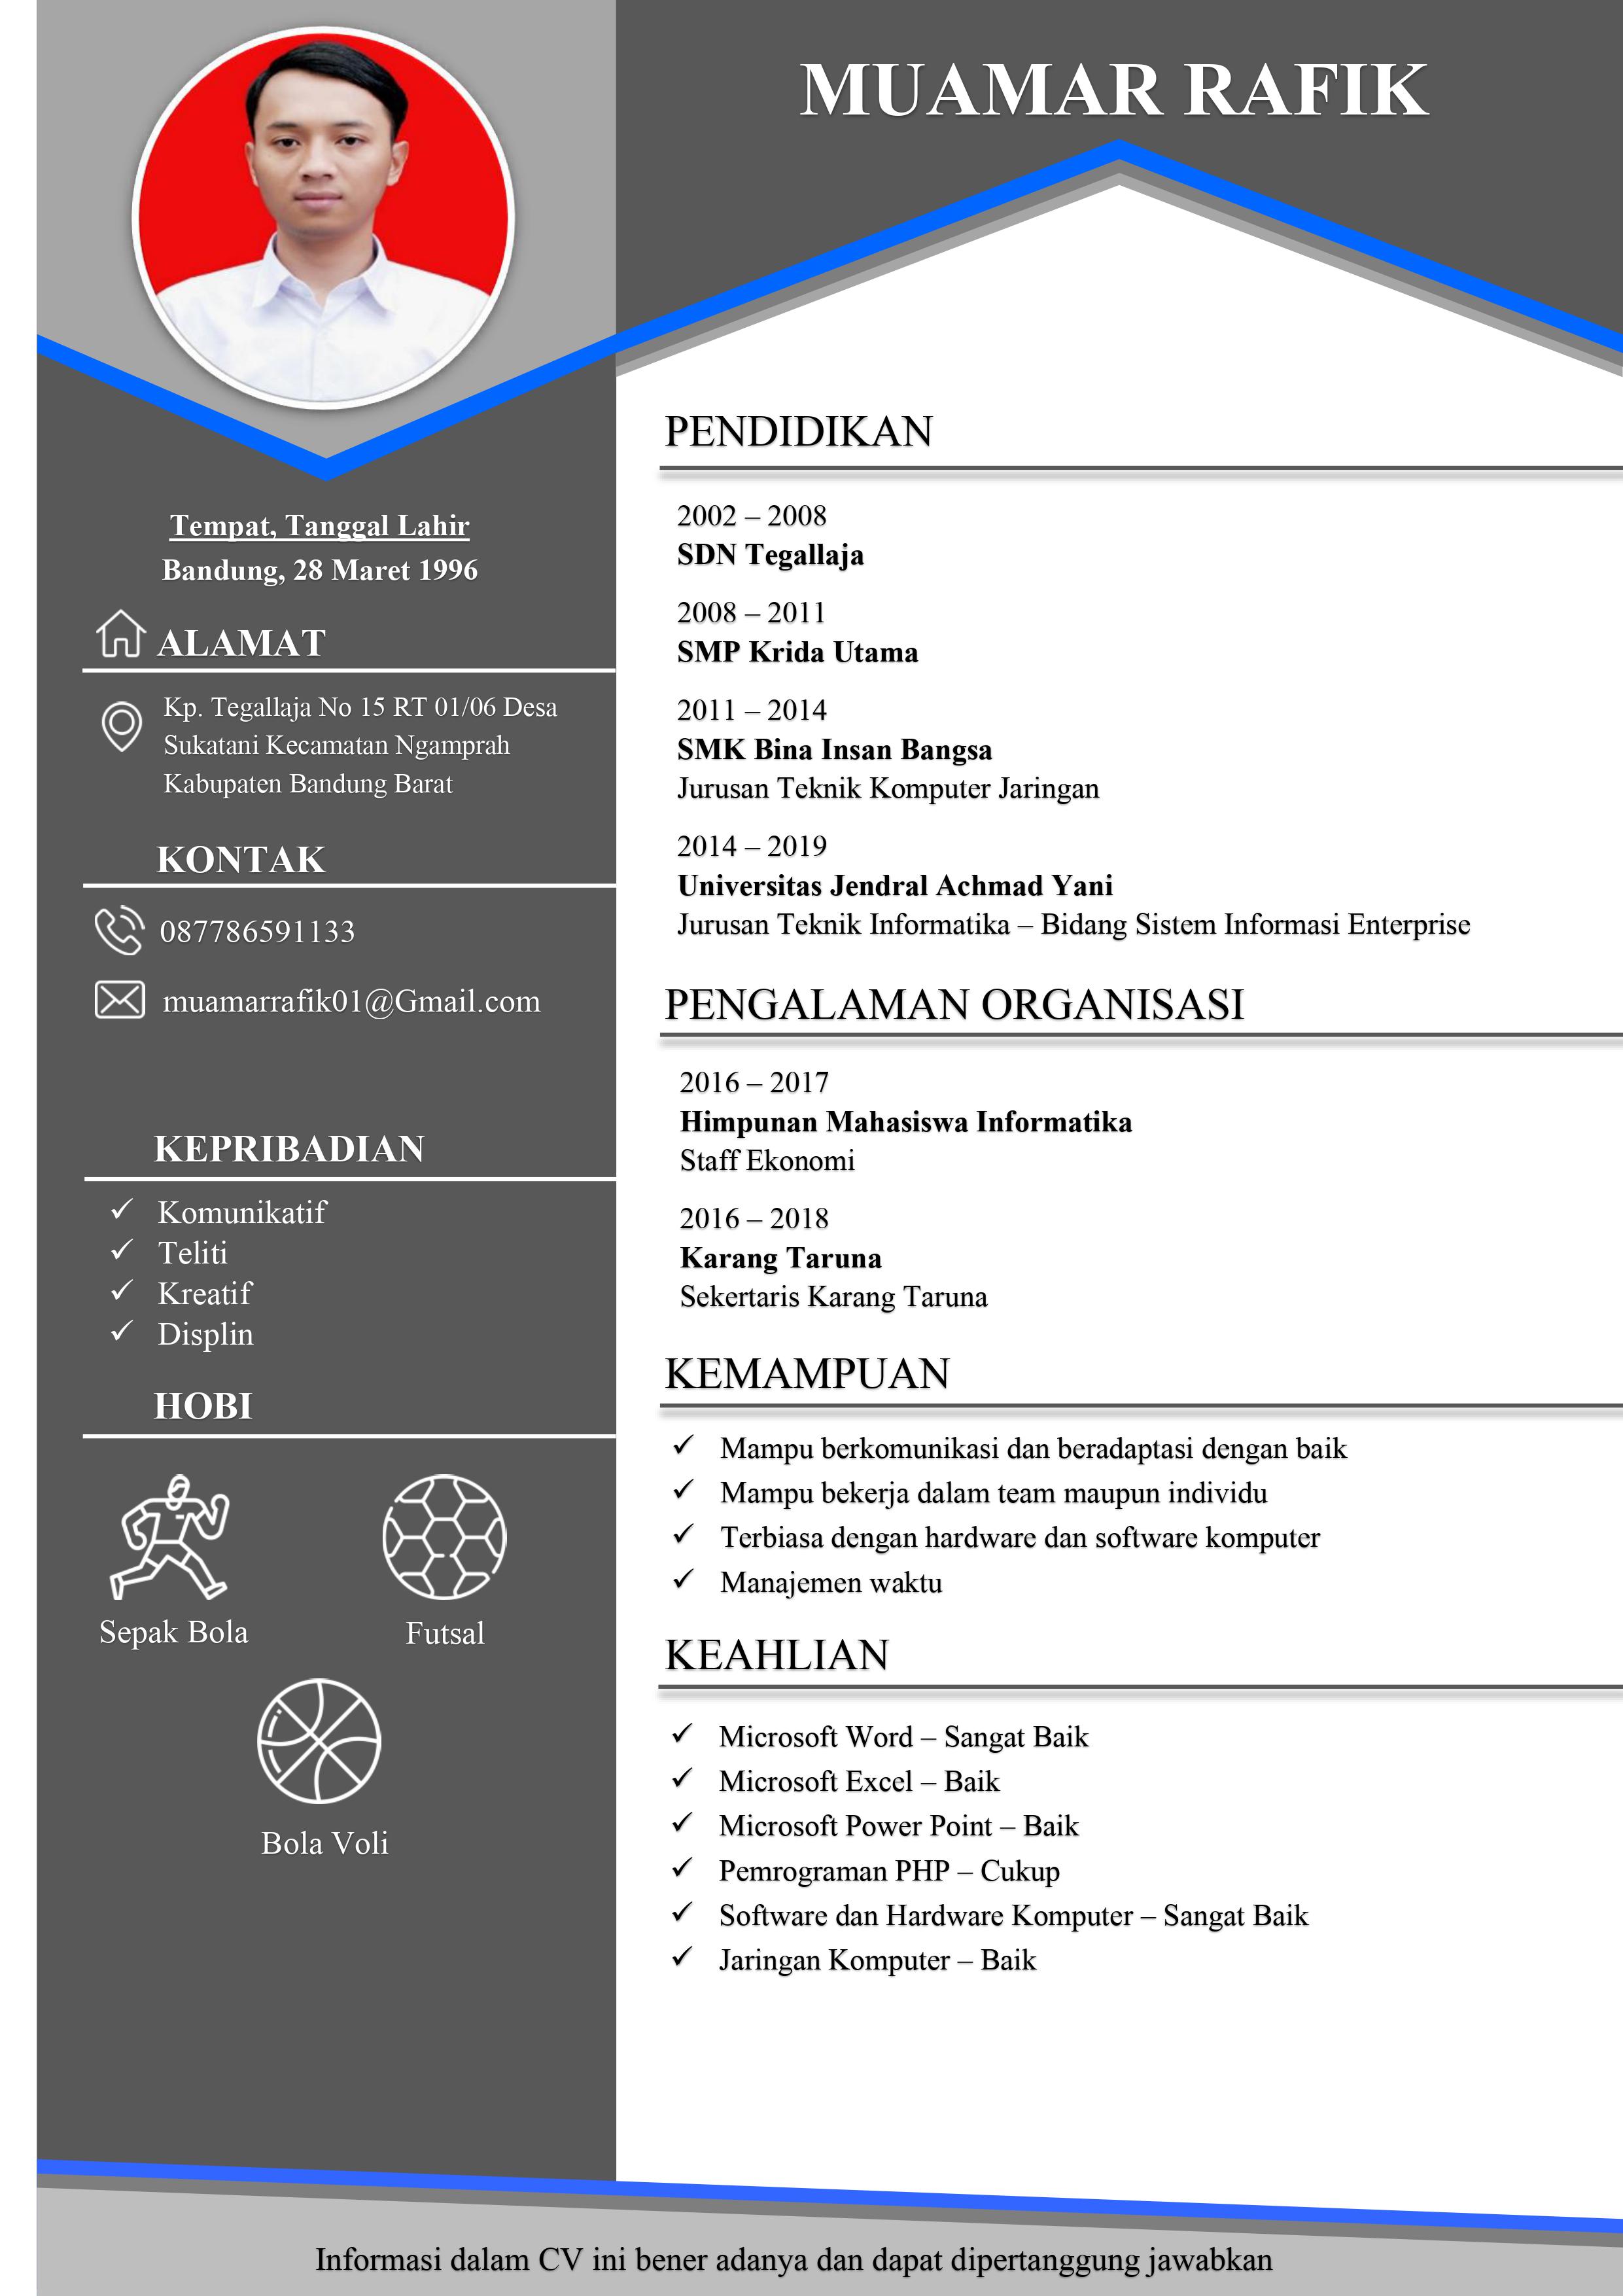 MUAMAR RAFIK
Tempat, Tanggal Lahir
Bandung, 28 Maret 1996
ALAMAT
Kp. Tegallaja No 15 RT 01/06 Desa
Sukatani Kecamatan Ngamprah
Kabupaten Bandung Barat
KONTAK
087786591133
muamarrafik01@Gmail.com
KEPRIBADIAN
✓ Komunikatif
✓ Teliti
✓ Kreatif
✓ Displin
HOBI
Sepak Bola
Futsal
Bola Voli
PENDIDIKAN
2002 – 2008
SDN Tegallaja
2008 – 2011
SMP Krida Utama
2011 – 2014
SMK Bina Insan Bangsa
Jurusan Teknik Komputer Jaringan
2014 – 2019
Universitas Jendral Achmad Yani
Jurusan Teknik Informatika – Bidang Sistem Informasi Enterprise
PENGALAMAN ORGANISASI
2016 – 2017
Himpunan Mahasiswa Informatika
Staff Ekonomi
2016 – 2018
Karang Taruna
Sekertaris Karang Taruna
KEMAMPUAN
✓ Mampu berkomunikasi dan beradaptasi dengan baik
✓ Mampu bekerja dalam team maupun individu
✓ Terbiasa dengan hardware dan software komputer
✓ Manajemen waktu
KEAHLIAN
✓ Microsoft Word – Sangat Baik
✓ Microsoft Excel – Baik
✓ Microsoft Power Point – Baik
✓ Pemrograman PHP – Cukup
✓ Software dan Hardware Komputer – Sangat Baik
✓ Jaringan Komputer – Baik
Informasi dalam CV ini bener adanya dan dapat dipertanggung jawabkan